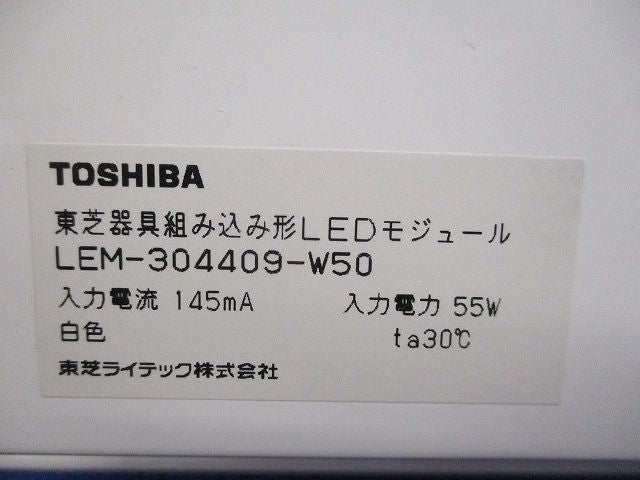 TOSHIBA
東芝器具組み込み形LEDモジュール
LEM-304409-W50
入力電流 145mA 入力電力 55W
白色 ta30℃
東芝ライテック株式会社